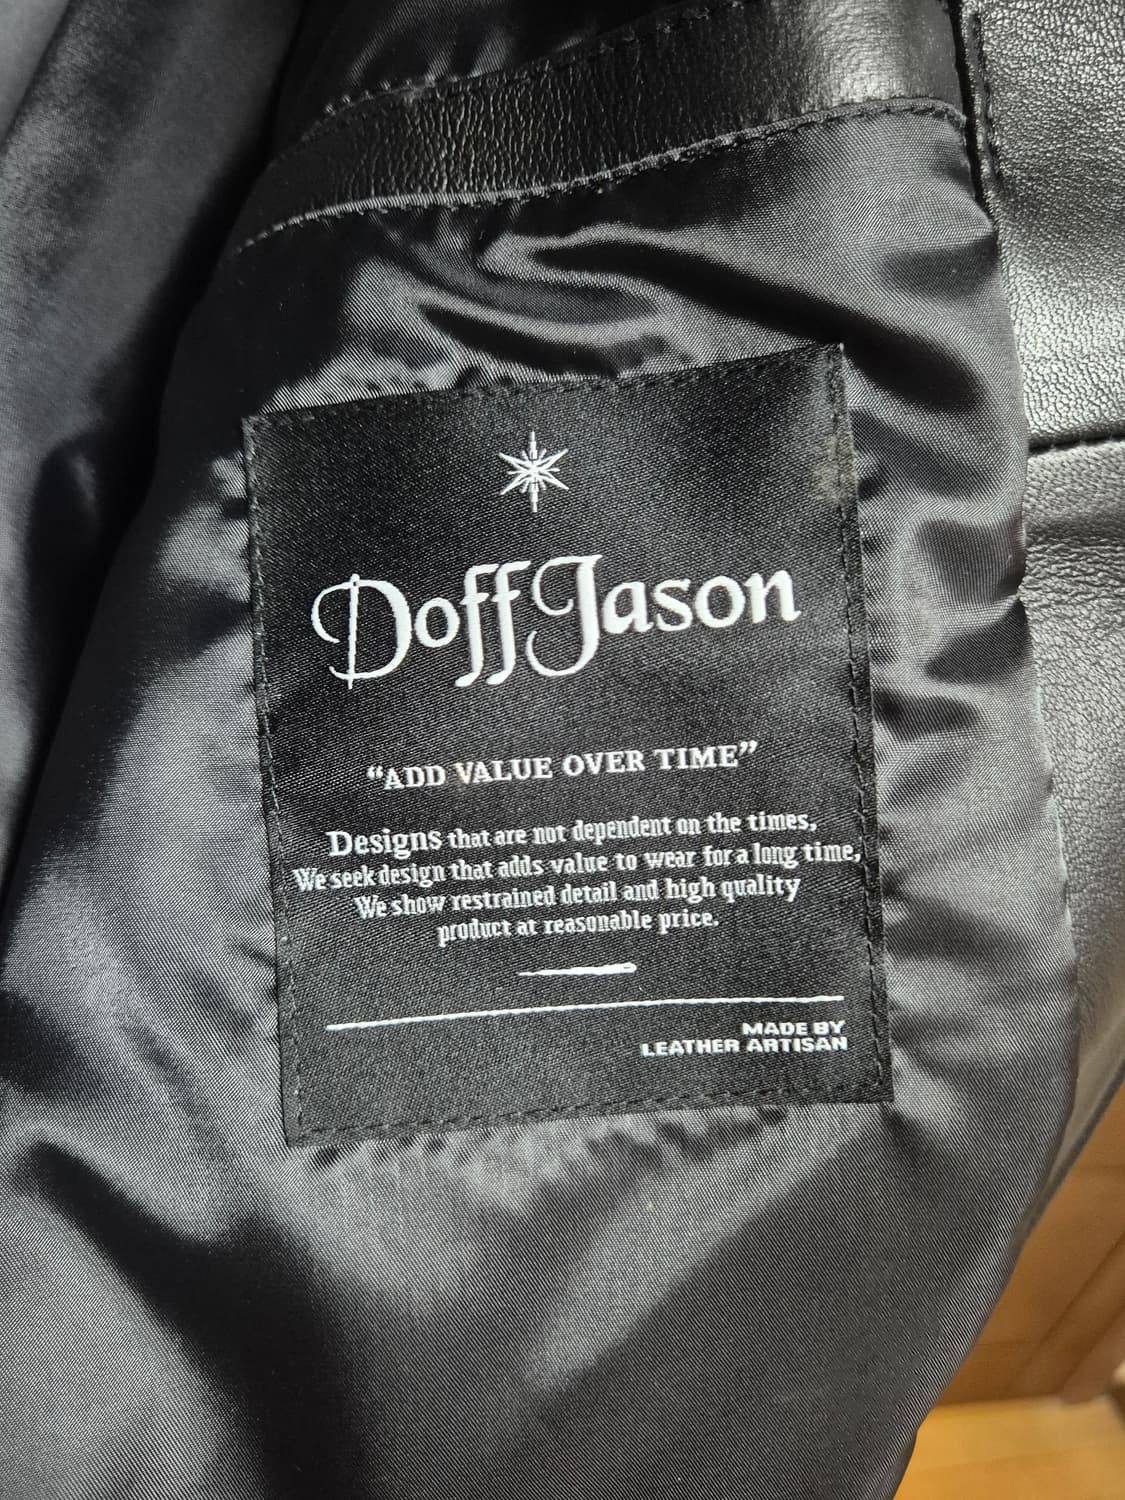 Doff Jason
“ADD VALUE OVER TIME”
Designs that are not dependent on the times,
We seek design that adds value to wear for a long time,
We show restrained detail and high quality
product at reasonable price.
MADE BY
LEATHER ARTISAN